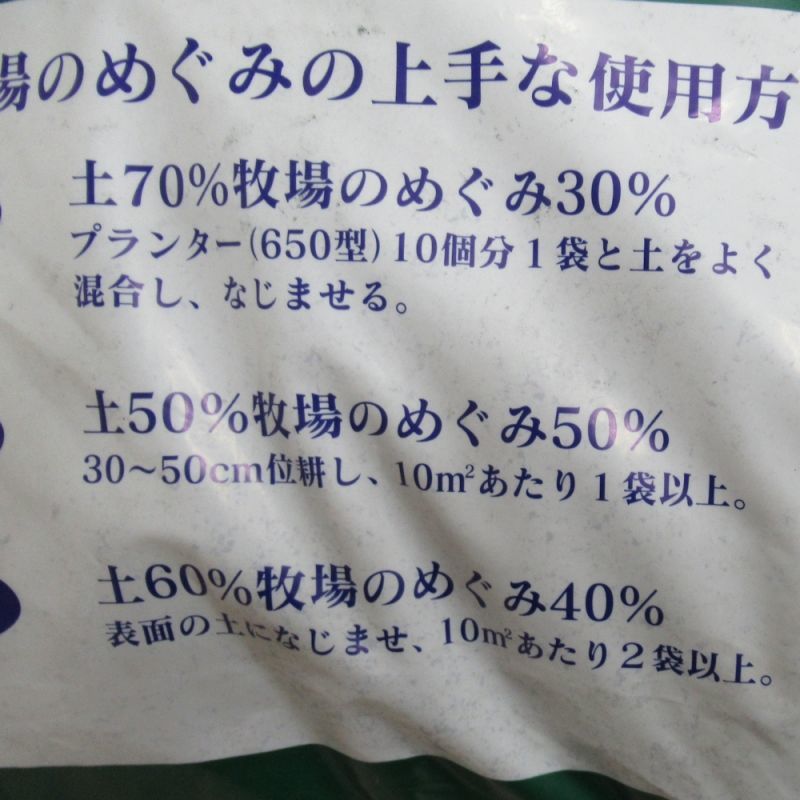 場のめぐみの上手な使用方
土70%牧場のめぐみ30%
プランター(650型)10個分1袋と土をよく
混合し、なじませる。
土50%牧場のめぐみ50%
30〜50cm位耕し、10㎡あたり1袋以上。
土60%牧場のめぐみ40%
表面の土になじませ、10㎡あたり2袋以上。